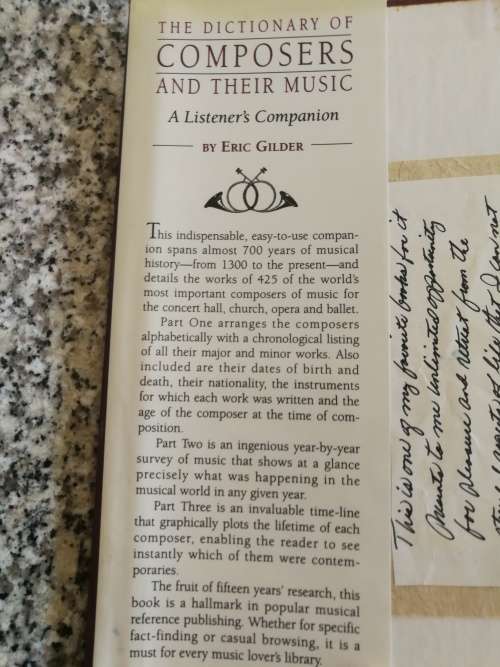 THE DICTIONARY OF
COMPOSERS
AND THEIR MUSIC
A Listener's Companion
BY ERIC GILDER
This indispensable, easy-to-use compan-
ion spans almost 700 years of musical
history—from 1300 to the present—and
details the works of 425 of the world's
most important composers of music for
the concert hall, church, opera and ballet.
Part One arranges the composers
alphabetically with a chronological listing
of all their major and minor works. Also
included are their dates of birth and
death, their nationality, the instruments
for which each work was written and the
age of the composer at the time of com-
position.
Part Two is an ingenious year-by-year
survey of music that shows at a glance
precisely what was happening in the
musical world in any given year.
Part Three is an invaluable time-line
that graphically plots the lifetime of each
composer, enabling the reader to see
instantly which of them were contem-
poraries.
The fruit of fifteen years' research, this
book is a hallmark in popular musical
reference publishing. Whether for specific
fact-finding or casual browsing, it is a
must for every music lover's library.
This is one of my favorite books for it
to me unlimited opportunity
for pleasure and retreat from the